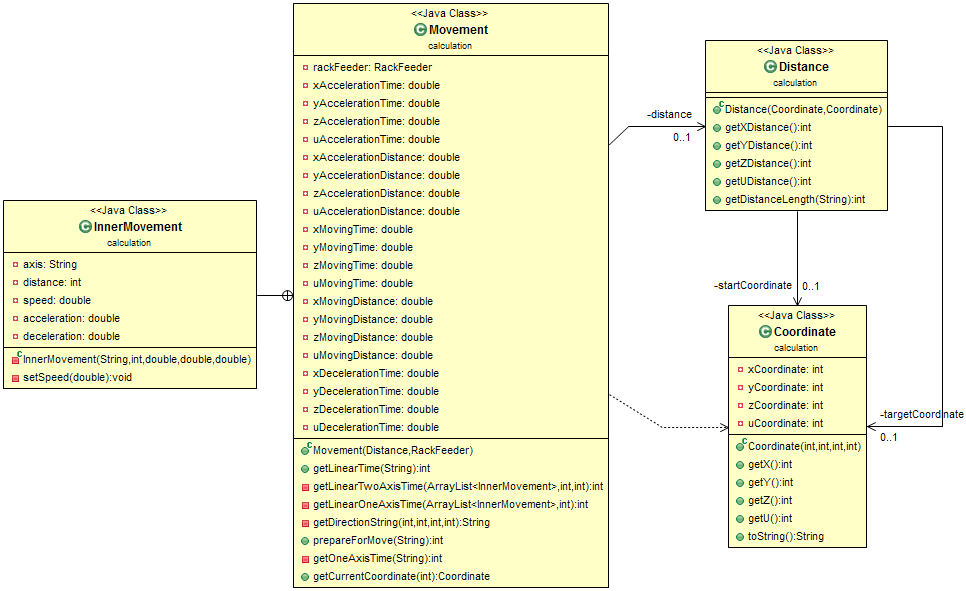 <<Java Class>>
InnerMovement
calculation
axis: String
distance: int
speed: double
acceleration: double
deceleration: double
InnerMovement(String,int,double,double,double)
setSpeed(double):void
<<Java Class>>
Movement
calculation
rackFeeder: RackFeeder
xAccelerationTime: double
yAccelerationTime: double
zAccelerationTime: double
uAccelerationTime: double
xAccelerationDistance: double
yAccelerationDistance: double
zAccelerationDistance: double
uAccelerationDistance: double
xMovingTime: double
yMovingTime: double
zMovingTime: double
uMovingTime: double
xMovingDistance: double
yMovingDistance: double
zMovingDistance: double
uMovingDistance: double
xDecelerationTime: double
yDecelerationTime: double
zDecelerationTime: double
uDecelerationTime: double
Movement(Distance,RackFeeder)
getLinearTime(String):int
getLinearTwoAxisTime(ArrayList<InnerMovement>,int,int):int
getLinearOneAxisTime(ArrayList<InnerMovement>,int):int
getDirectionString(int,int,int,int):String
prepareForMove(String):int
getOneAxisTime(String):int
getCurrentCoordinate(int):Coordinate
-distance
0..1
<<Java Class>>
Distance
calculation
Distance(Coordinate,Coordinate)
getXDistance():int
getYDistance():int
getZDistance():int
getUDistance():int
getDistanceLength(String):int
-startCoordinate
0..1
<<Java Class>>
Coordinate
calculation
xCoordinate: int
yCoordinate: int
zCoordinate: int
uCoordinate: int
Coordinate(int,int,int,int)
getX():int
getY():int
getZ():int
getU():int
toString():String
-targetCoordinate
0..1